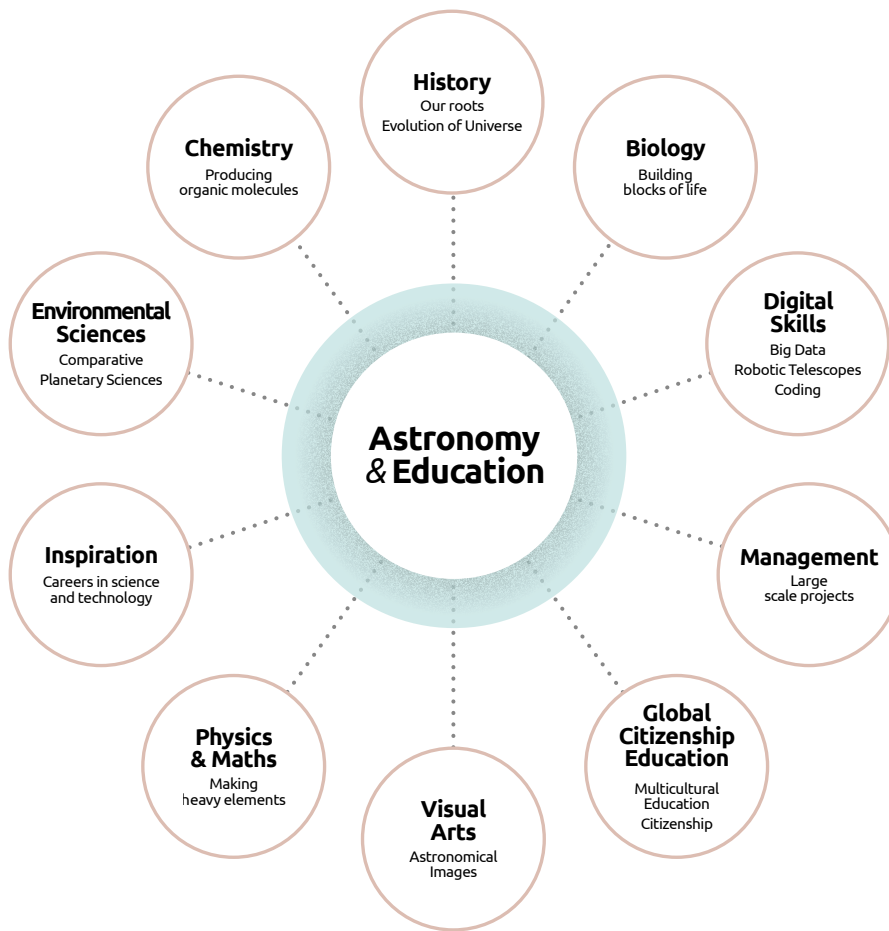 History
Our roots
Evolution of Universe
Chemistry
Producing
organic molecules
Biology
Building
blocks of life
Environmental
Sciences
Comparative
Planetary Sciences
Digital
Skills
Big Data
Robotic Telescopes
Coding
Astronomy
& Education
Inspiration
Careers in science
and technology
Management
Large
scale projects
Physics
& Maths
Making
heavy elements
Global
Citizenship
Education
Multicultural
Education
Citizenship
Visual
Arts
Astronomical
Images